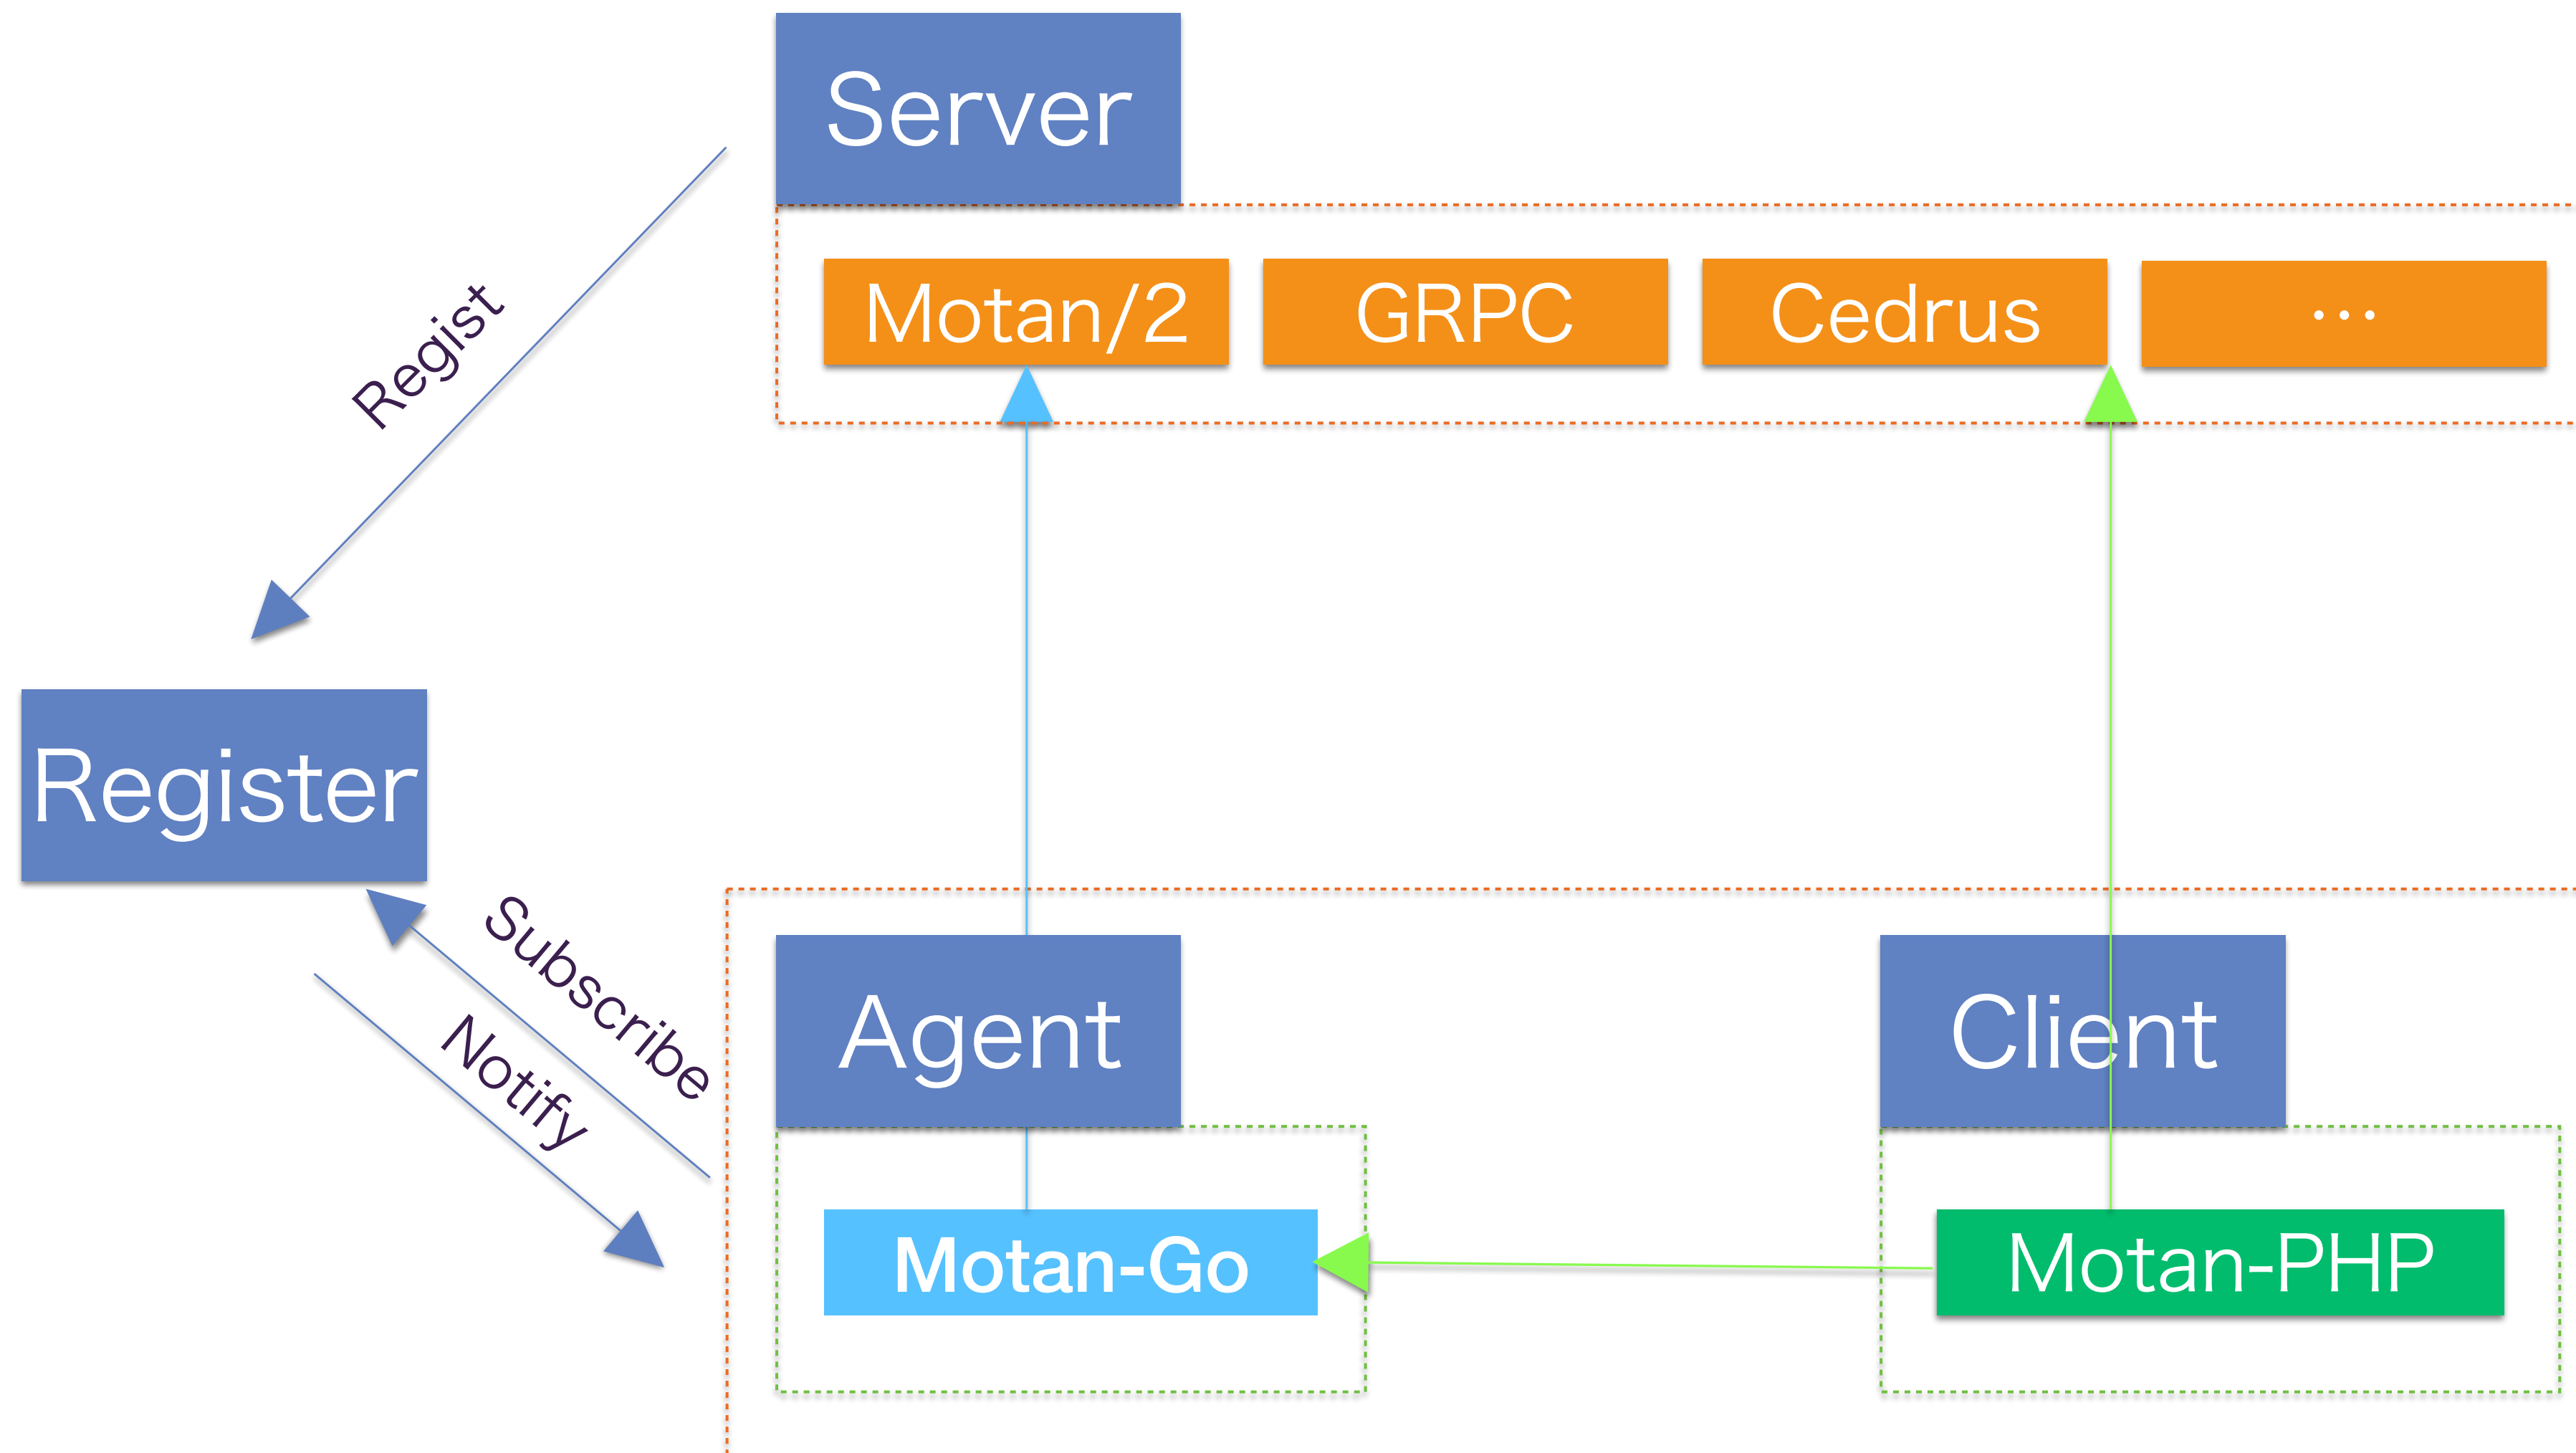 Server
Motan/2
GRPC
Cedrus
...
Regist
Register
Subscribe
Notify
Agent
Client
Motan-Go
Motan-PHP